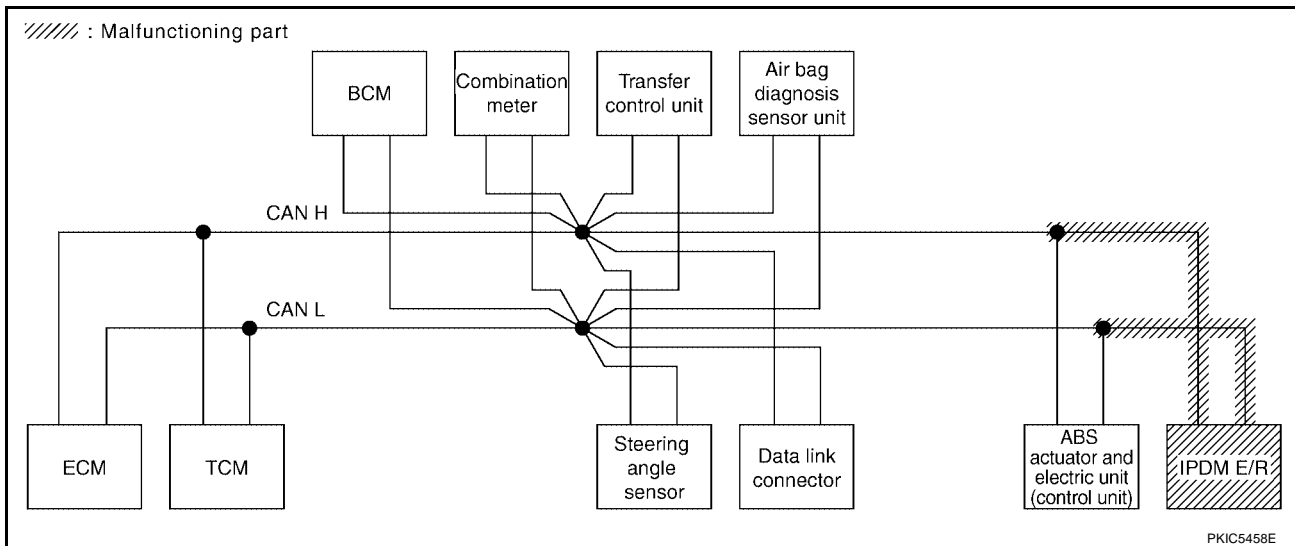 : Malfunctioning part
BCM
Combination
meter
Transfer
control unit
Air bag
diagnosis
sensor unit
CAN H
CAN L
ECM
TCM
Steering
angle
sensor
Data link
connector
ABS
actuator and
electric unit
(control unit)
IPDM E/R
PKIC5458E